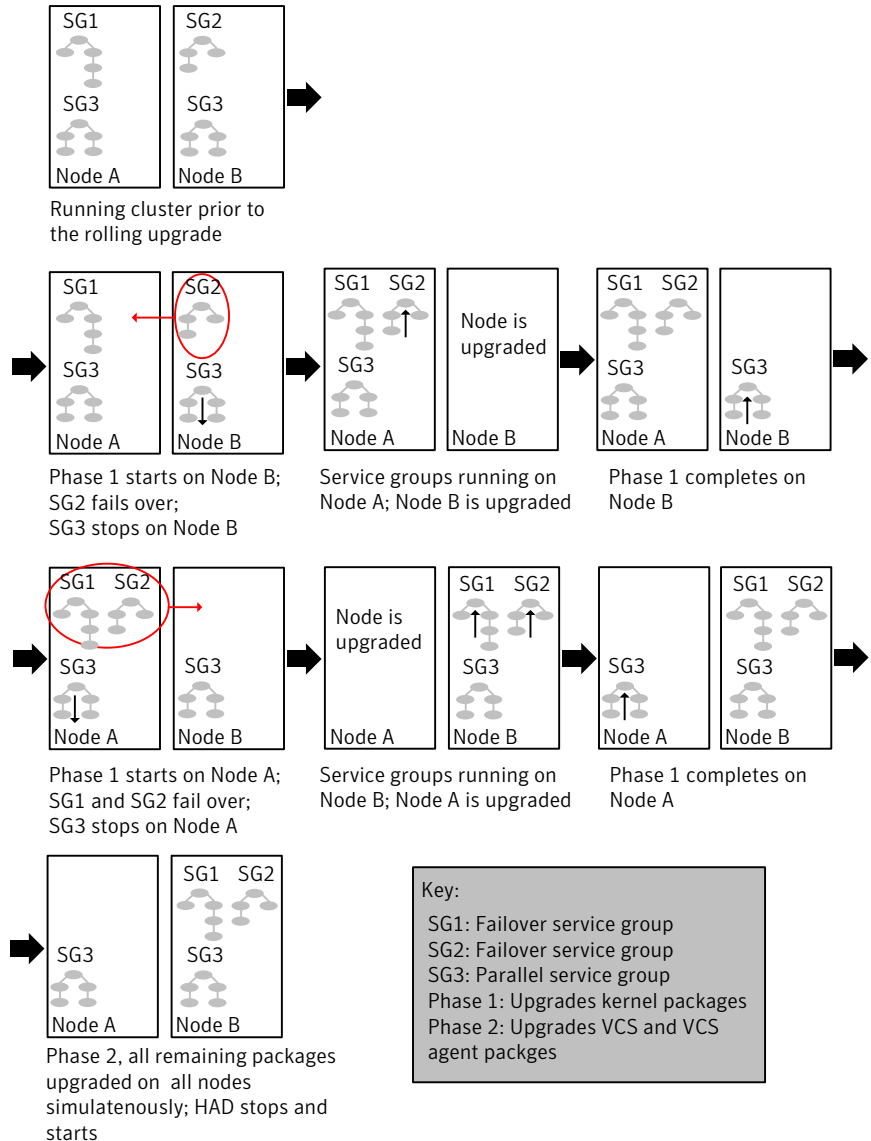 SG1
SG2
SG3
SG3
Node A
Node B
Running cluster prior to
the rolling upgrade
SG1
SG2
SG3
SG3
Node A
Node B
Phase 1 starts on Node B;
SG2 fails over;
SG3 stops on Node B
SG1 SG2
Node is
upgraded
SG3
Node A
Node B
Service groups running on
Node A; Node B is upgraded
SG1 SG2
SG3
SG3
Node A
Node B
Phase 1 completes on
Node B
SG1 SG2
SG3
SG3
Node A
Node B
Phase 1 starts on Node A;
SG1 and SG2 fail over;
SG3 stops on Node A
Node is
upgraded
SG1 SG2
SG3
Node A
Node B
Service groups running on
Node B; Node A is upgraded
SG1 SG2
SG3
SG3
Node A
Node B
Phase 1 completes on
Node A
SG1 SG2
SG3
SG3
Node A
Node B
Phase 2, all remaining packages
upgraded on all nodes
simulatenously; HAD stops and
starts
Key:
SG1: Failover service group
SG2: Failover service group
SG3: Parallel service group
Phase 1: Upgrades kernel packages
Phase 2: Upgrades VCS and VCS
agent packges